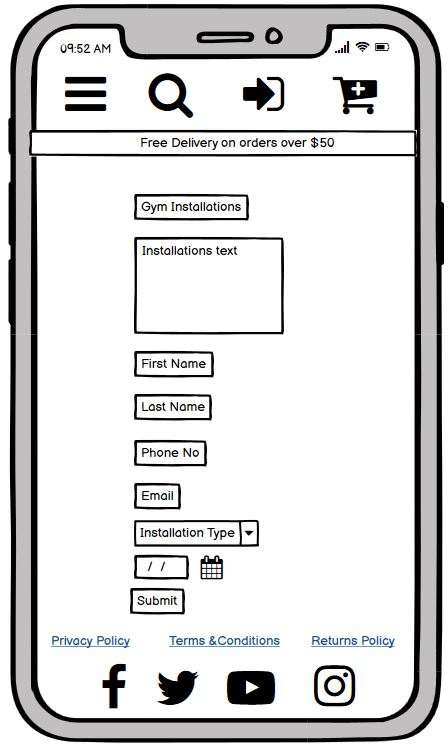 09:52 AM
Free Delivery on orders over $50
Gym Installations
Installations text
First Name
Last Name
Phone No
Email
Installation Type
/ /
Submit
Privacy Policy Terms &Conditions Returns Policy